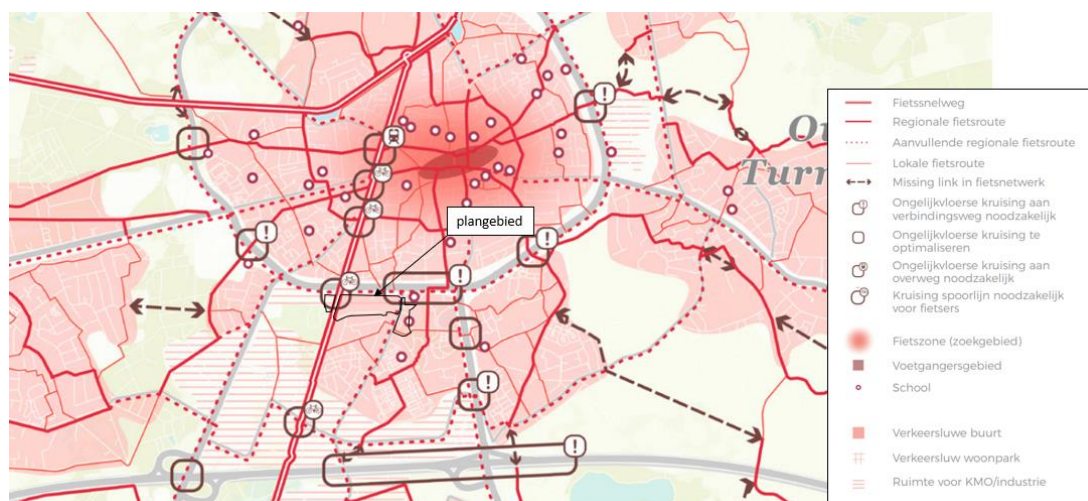 plangebied
Turn
Fietssnelweg
Regionale fietsroute
Aanvullende regionale fietsroute
Lokale fietsroute
Missing link in fietsnetwerk
Ongelijkvloerse kruising aan
verbindingsweg noodzakelijk
Ongelijkvloerse kruising te
optimaliseren
Ongelijkvloerse kruising aan
overweg noodzakelijk
Kruising spoorlijn noodzakelijk
voor fietsers
Fietszone (zoekgebied)
Voetgangersgebied
School
Verkeersluwe buurt
Verkeersluw woonpark
Ruimte voor KMO/industrie